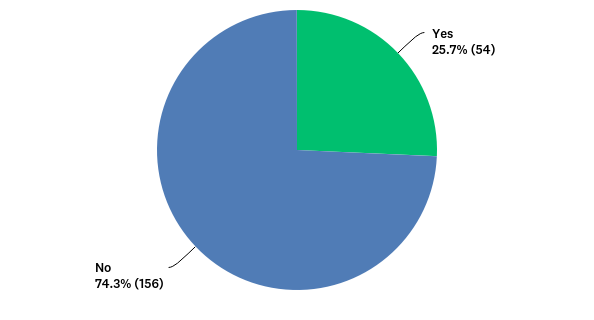 Yes
25.7% (54)
No
74.3% (156)